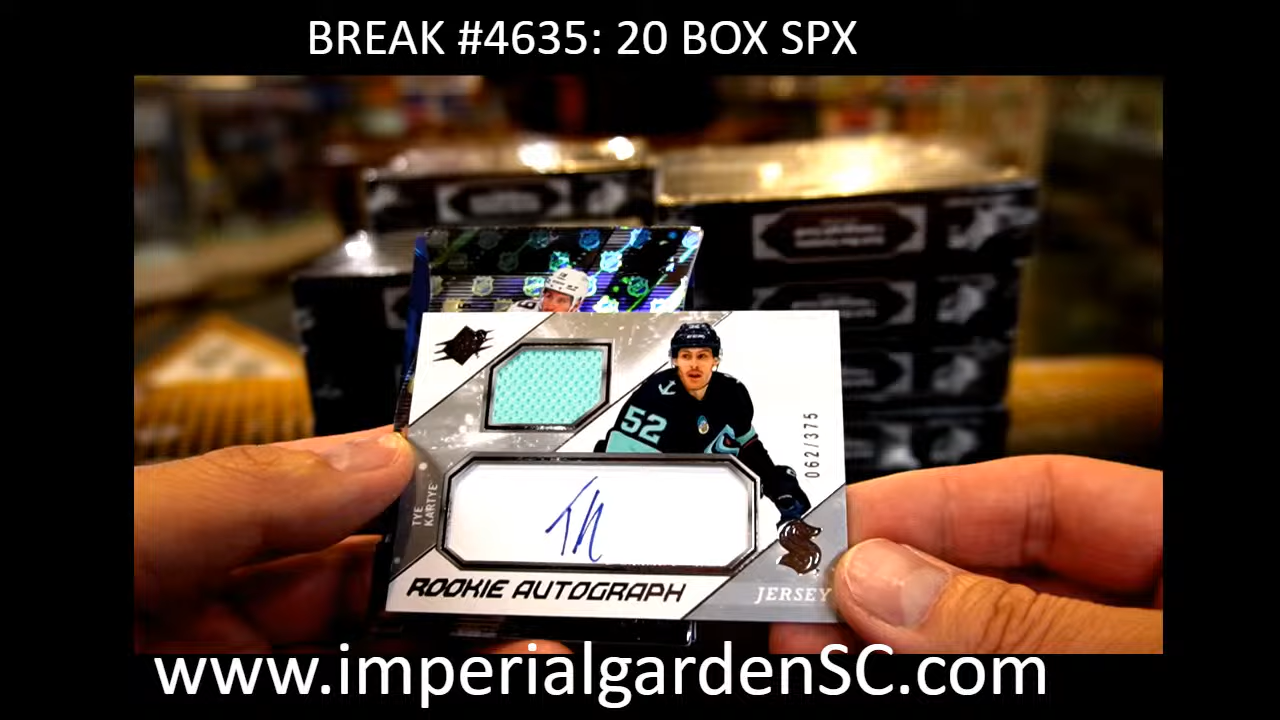 BREAK #4635: 20 BOX SPX
52
062/375
TYE
KARTYE
ROOKIE AUTOGRAPH
JERSEY
www.imperialgardenSC.com